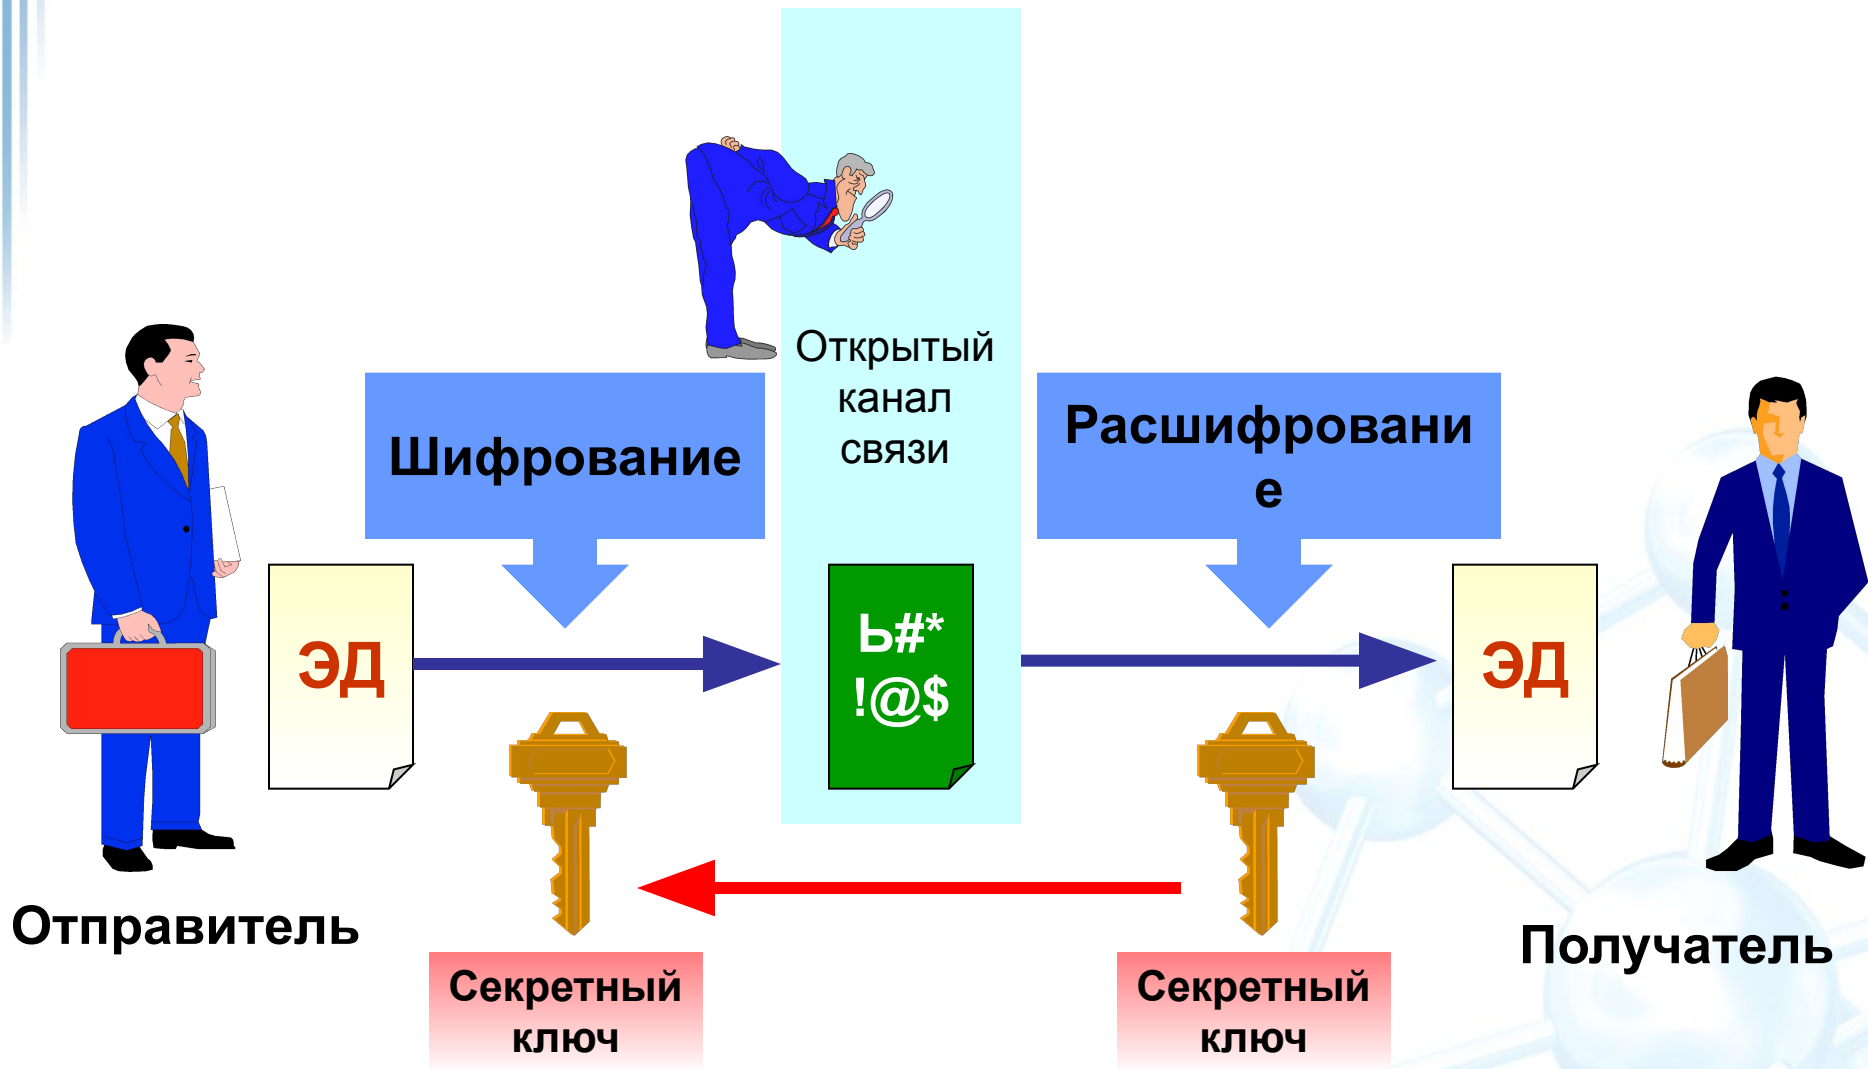 Открытый
канал
связи
Шифрование
Расшифровани
е
ЭД
Ь#*
!@$
ЭД
Отправитель
Получатель
Секретный
ключ
Секретный
ключ